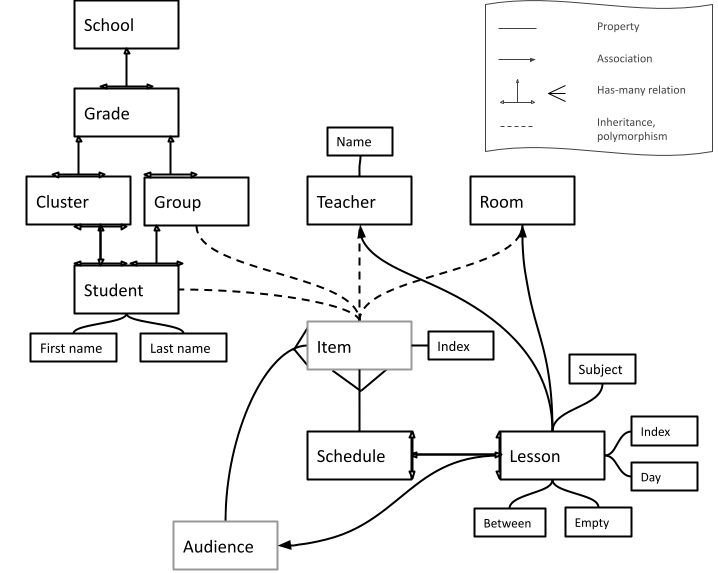 School
Property
Association
Has-many relation
Inheritance,
polymorphism
Grade
Name
Cluster
Group
Teacher
Room
Student
First name
Last name
Item
Index
Subject
Schedule
Lesson
Index
Day
Between
Empty
Audience